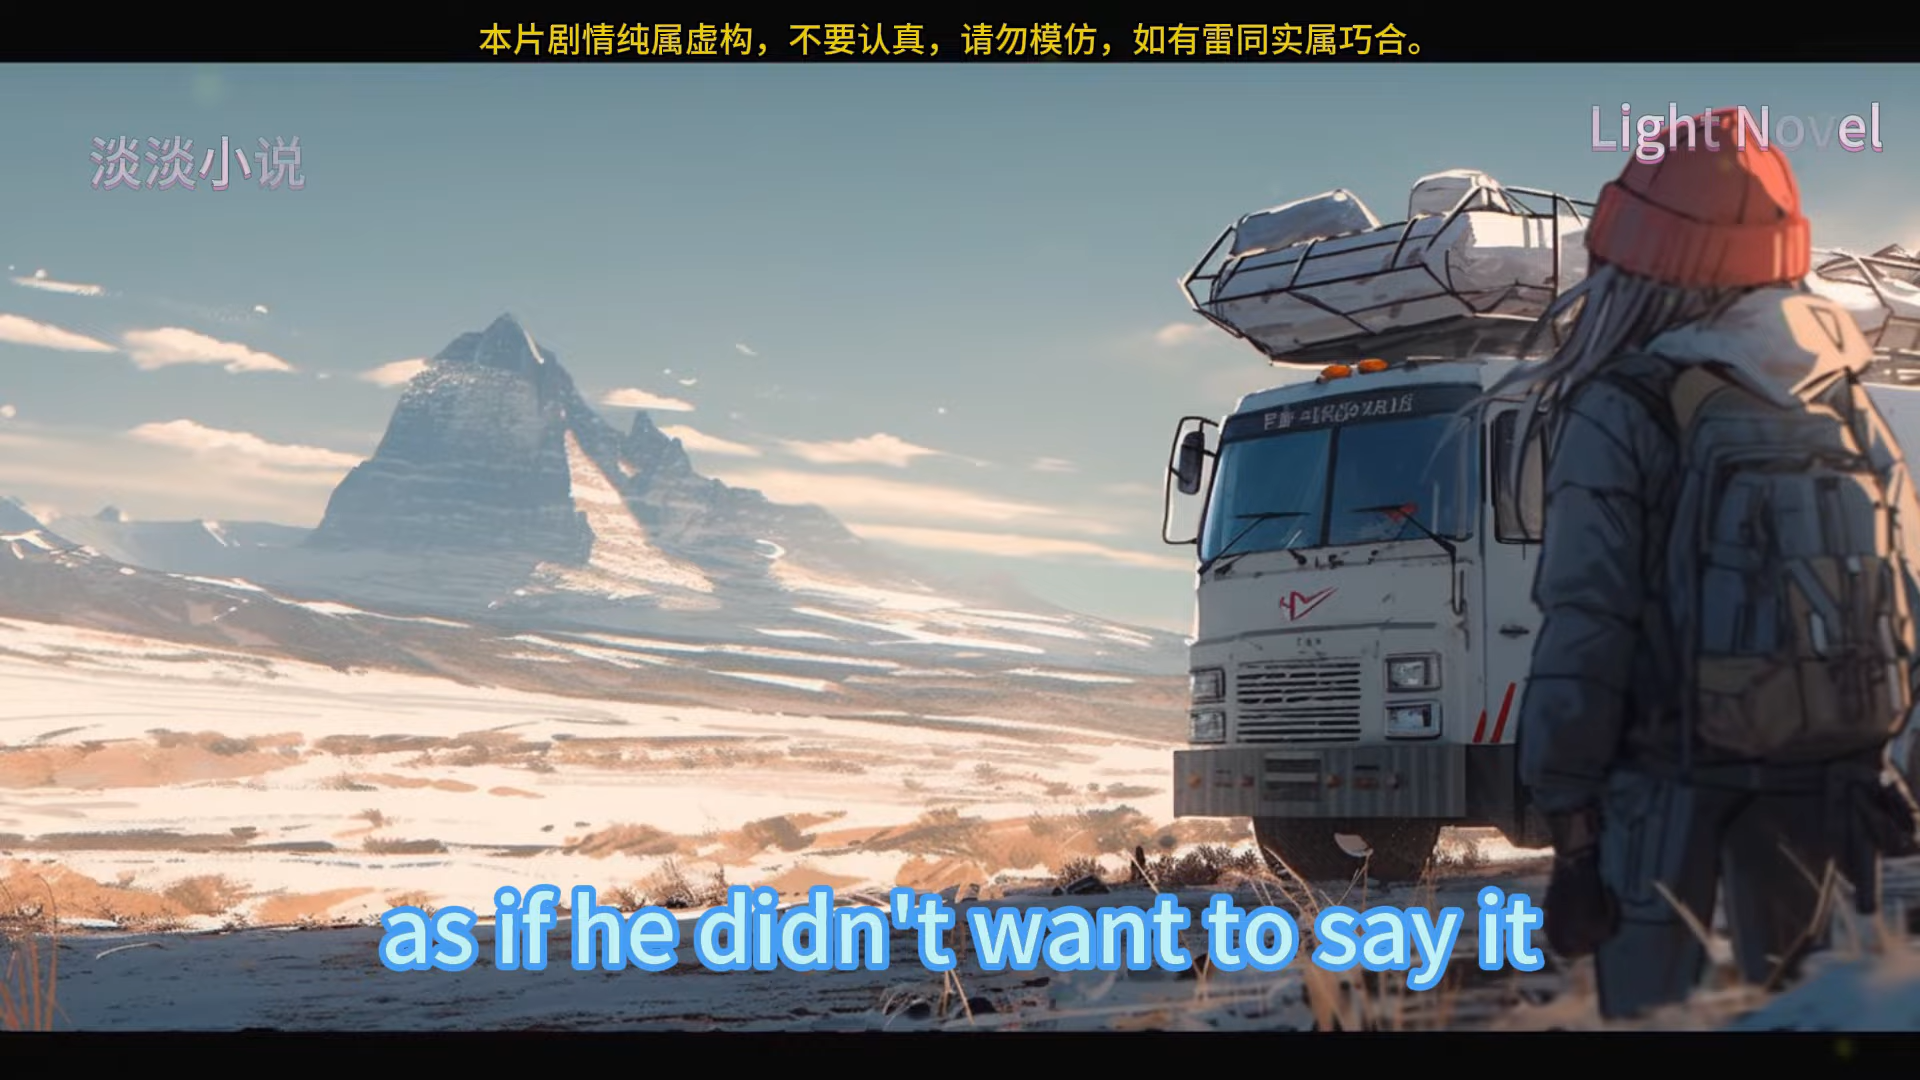 本片剧情纯属虚构，不要认真，请勿模仿，如有雷同实属巧合。
淡淡小说
Light Novel
as if he didn't want to say it